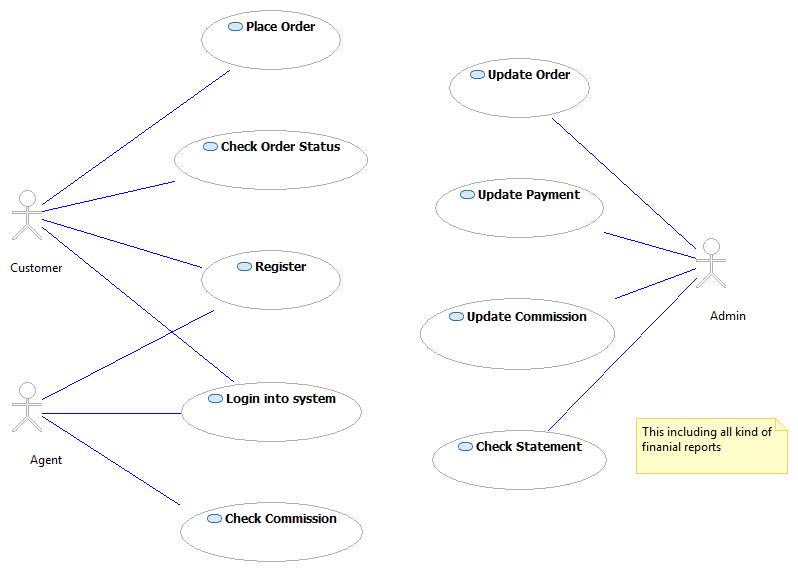 Place Order
Update Order
Check Order Status
Update Payment
Customer
Register
Admin
Update Commission
Login into system
Agent
Check Statement
This including all kind of
finanial reports
Check Commission